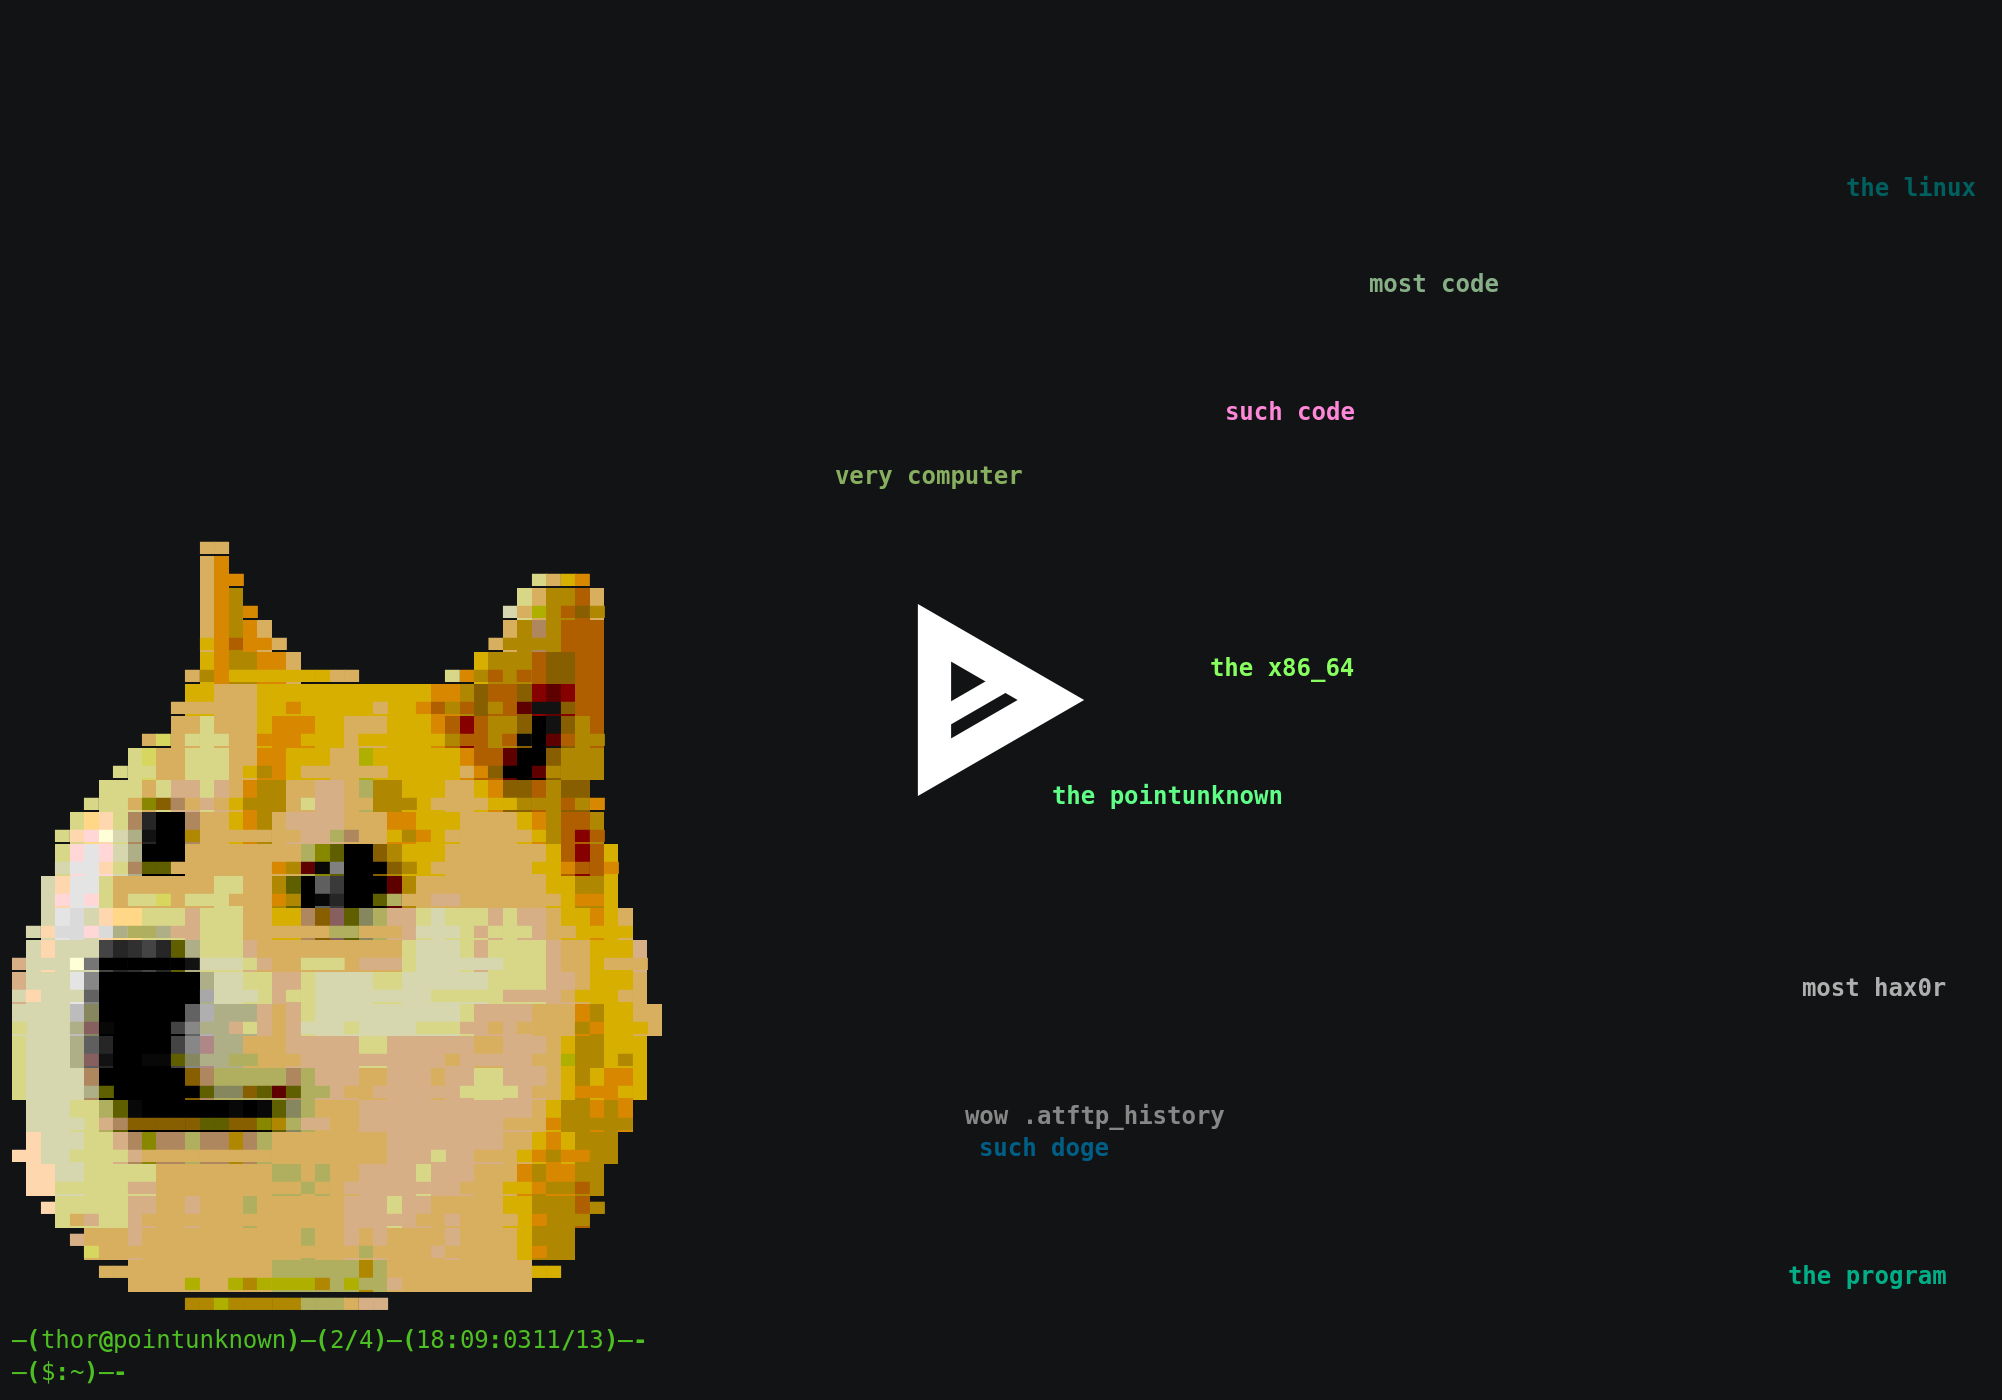 the linux
most code
such code
very computer
the x86_64
the pointunknown
most hax0r
wow .atftp_history
such doge
the program
—(thor@pointunknown)—(2/4)—(18:09:0311/13)—-
—($:~)—-